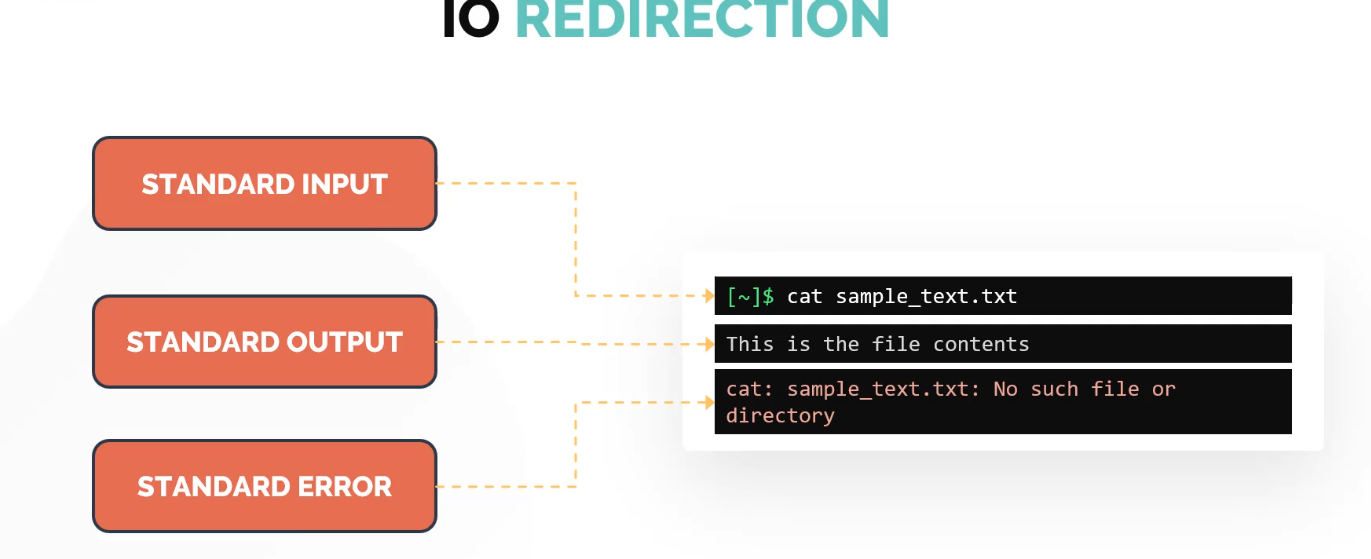 IO REDIRECTION
STANDARD INPUT
STANDARD OUTPUT
STANDARD ERROR
[~]$ cat sample_text.txt
This is the file contents
cat: sample_text.txt: No such file or
directory